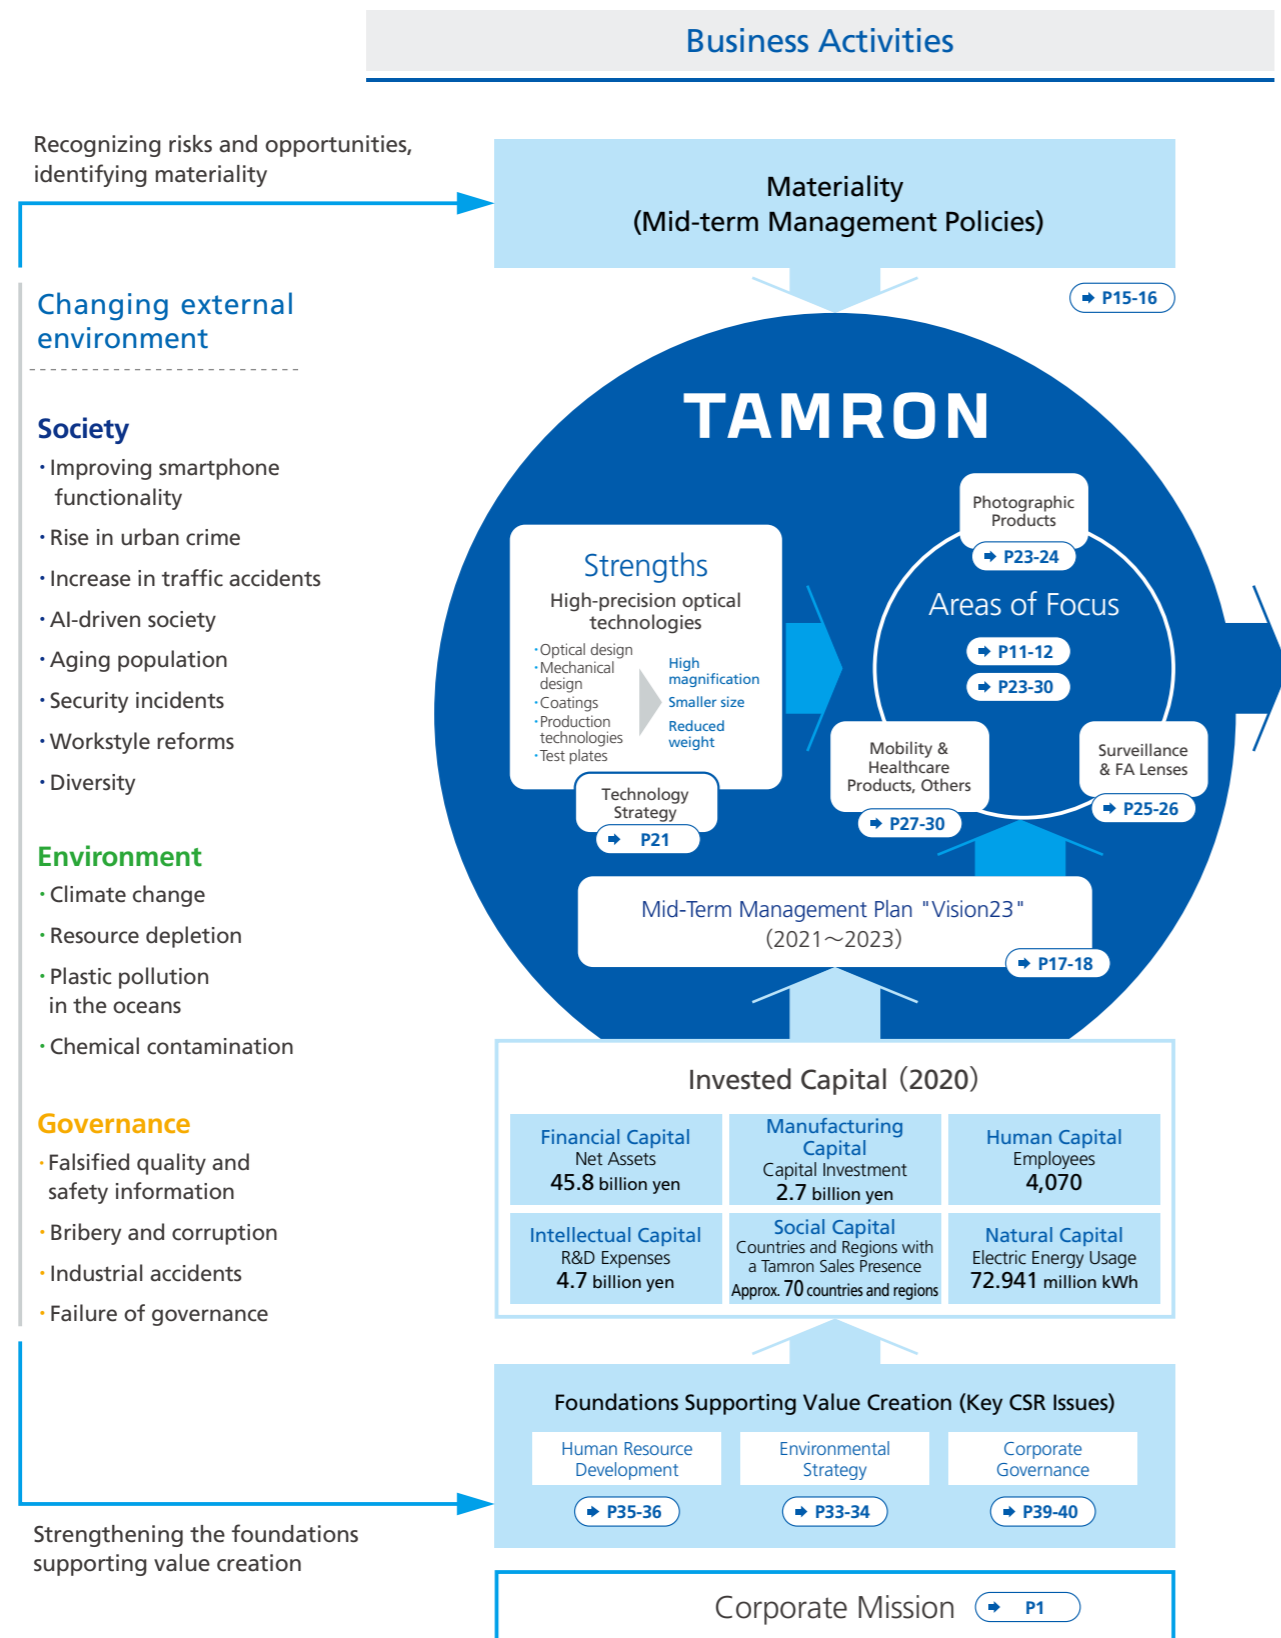 Business Activities
Recognizing risks and opportunities,
identifying materiality
Materiality
(Mid-term Management Policies)
P15-16
Changing external
environment
Society
・Improving smartphone
functionality
・Rise in urban crime
・Increase in traffic accidents
・AI-driven society
・Aging population
・Security incidents
・Workstyle reforms
・Diversity
Environment
・Climate change
・Resource depletion
・Plastic pollution
in the oceans
・Chemical contamination
Governance
・Falsified quality and
safety information
・Bribery and corruption
・Industrial accidents
・Failure of governance
TAMRON
Strengths
High-precision optical
technologies
・Optical design
・Mechanical
design
・Coatings
・Production
technologies
・Test plates
High
magnification
Smaller size
Reduced
weight
Technology
Strategy
P21
Photographic
Products
P23-24
Areas of Focus
P11-12
P23-30
Mobility &
Healthcare
Products, Others
P27-30
Surveillance
& FA Lenses
P25-26
Mid-Term Management Plan "Vision23"
（2021～2023）
P17-18
Invested Capital（2020）
Financial Capital
Net Assets
45.8 billion yen
Manufacturing
Capital
Capital Investment
2.7 billion yen
Human Capital
Employees
4,070
Intellectual Capital
R&D Expenses
4.7 billion yen
Social Capital
Countries and Regions with
a Tamron Sales Presence
Approx. 70 countries and regions
Natural Capital
Electric Energy Usage
72.941 million kWh
Foundations Supporting Value Creation (Key CSR Issues)
Human Resource
Development
P35-36
Environmental
Strategy
P33-34
Corporate
Governance
P39-40
Strengthening the foundations
supporting value creation
Corporate Mission
P1